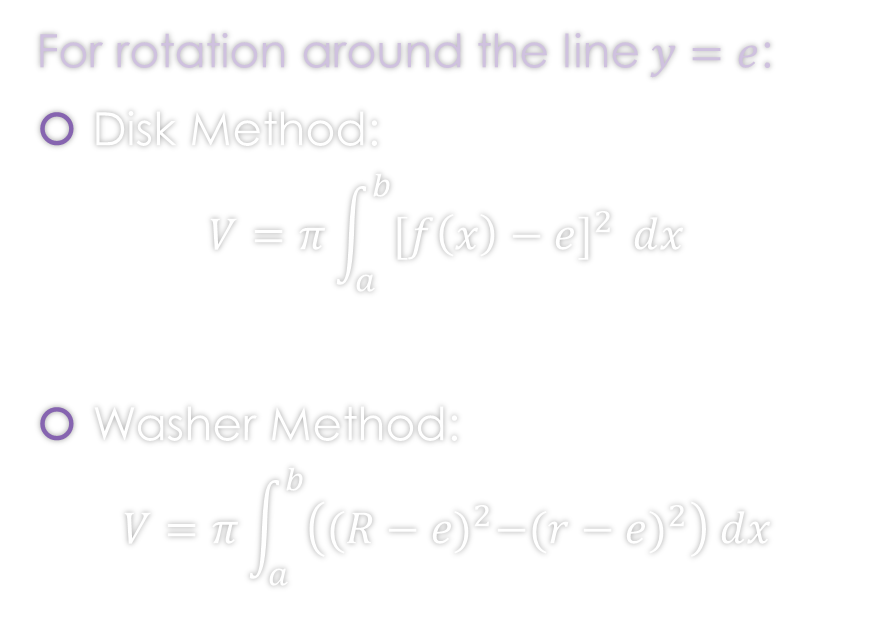 For rotation around the line y = e:
Disk Method:
V = π ∫_a^b [f(x) − e]² dx
Washer Method:
V = π ∫_a^b ((R − e)²−(r − e)²) dx